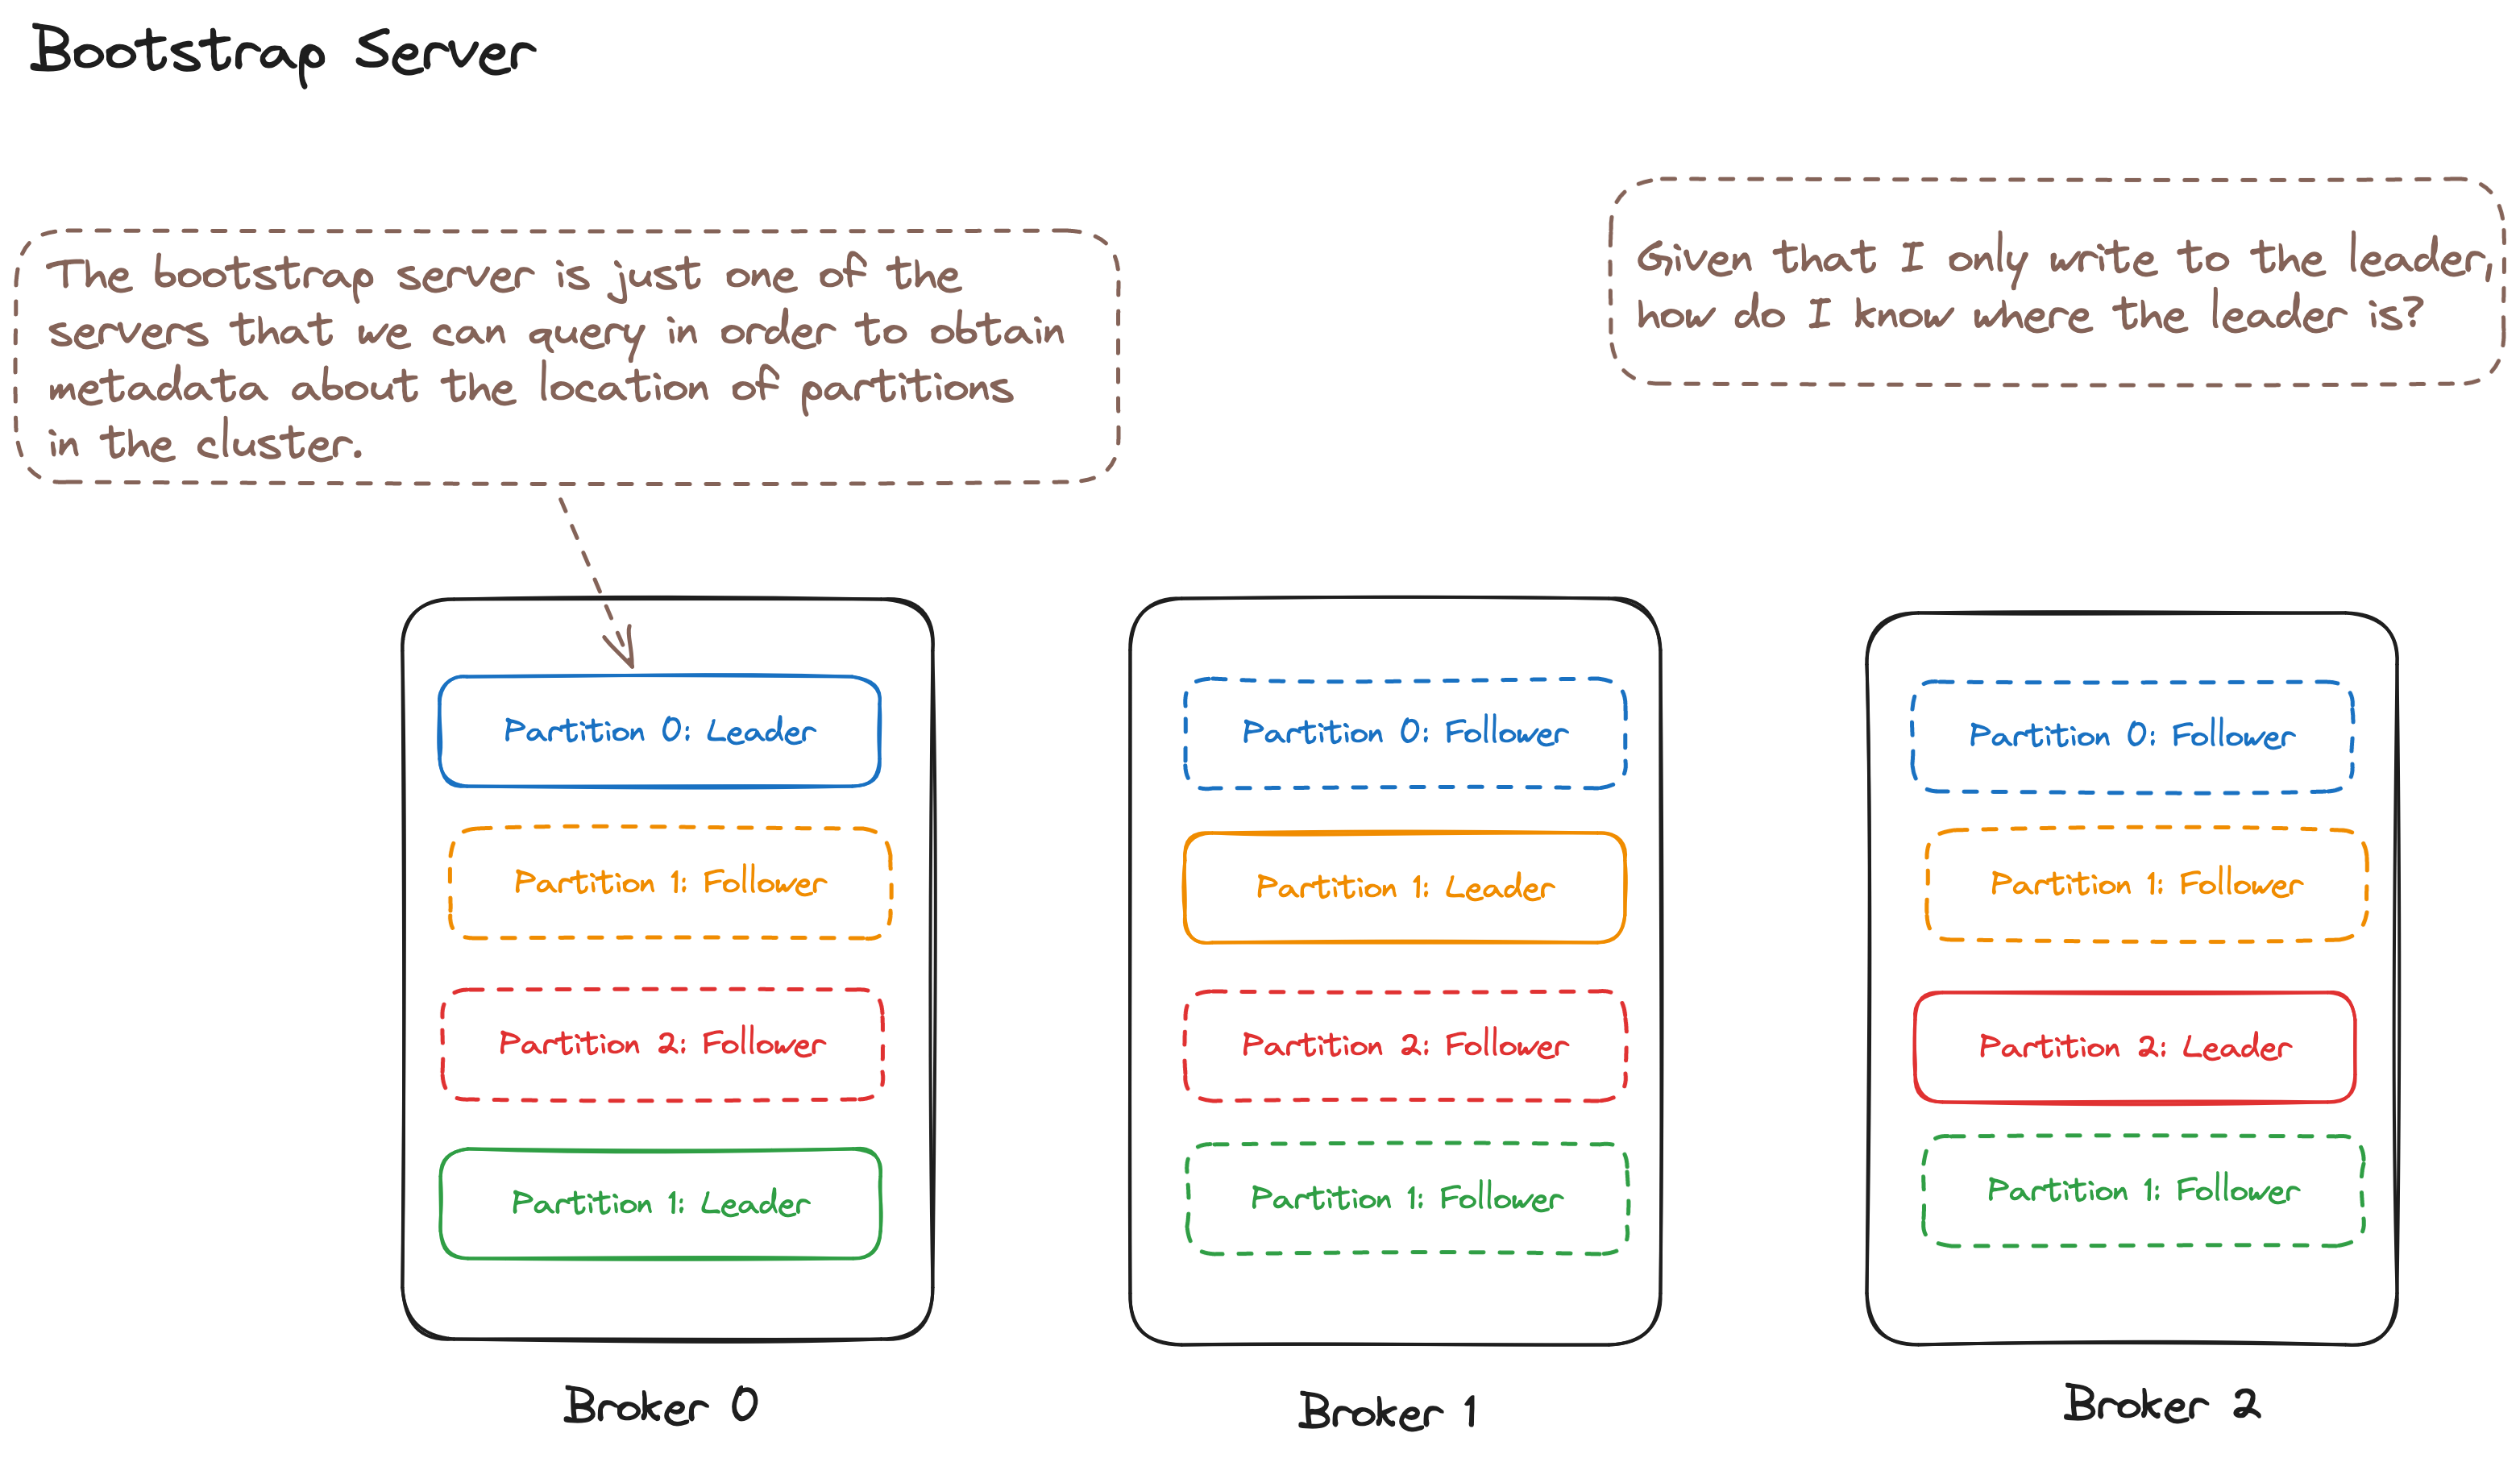 Bootstrap Server
The bootstrap server is just one of the
servers that we can query in order to obtain
metadata about the location of partitions
in the cluster.
Given that I only write to the leader,
how do I know where the leader is?
Partition 0: Leader
Partition 1: Follower
Partition 2: Follower
Partition 1: Leader
Broker 0
Partition 0: Follower
Partition 1: Leader
Partition 2: Follower
Partition 1: Follower
Broker 1
Partition 0: Follower
Partition 1: Follower
Partition 2: Leader
Partition 1: Follower
Broker 2